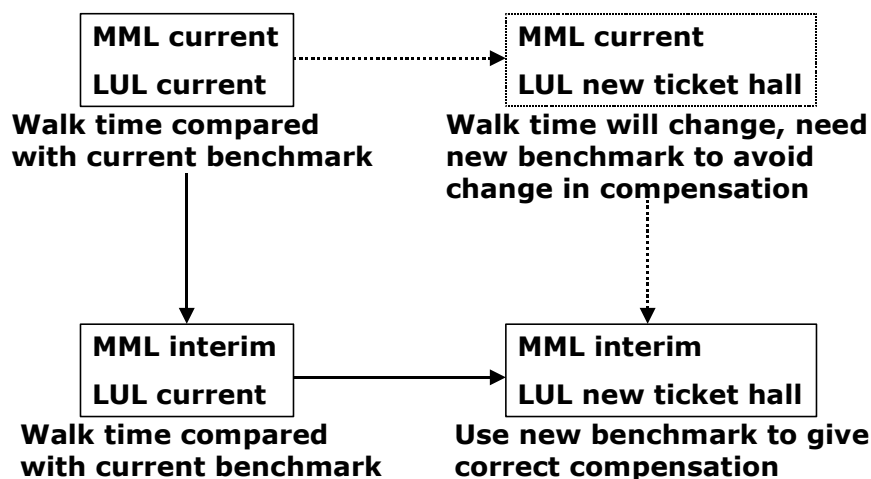 MML current
LUL current
Walk time compared
with current benchmark
MML current
LUL new ticket hall
Walk time will change, need
new benchmark to avoid
change in compensation
MML interim
LUL current
Walk time compared
with current benchmark
MML interim
LUL new ticket hall
Use new benchmark to give
correct compensation